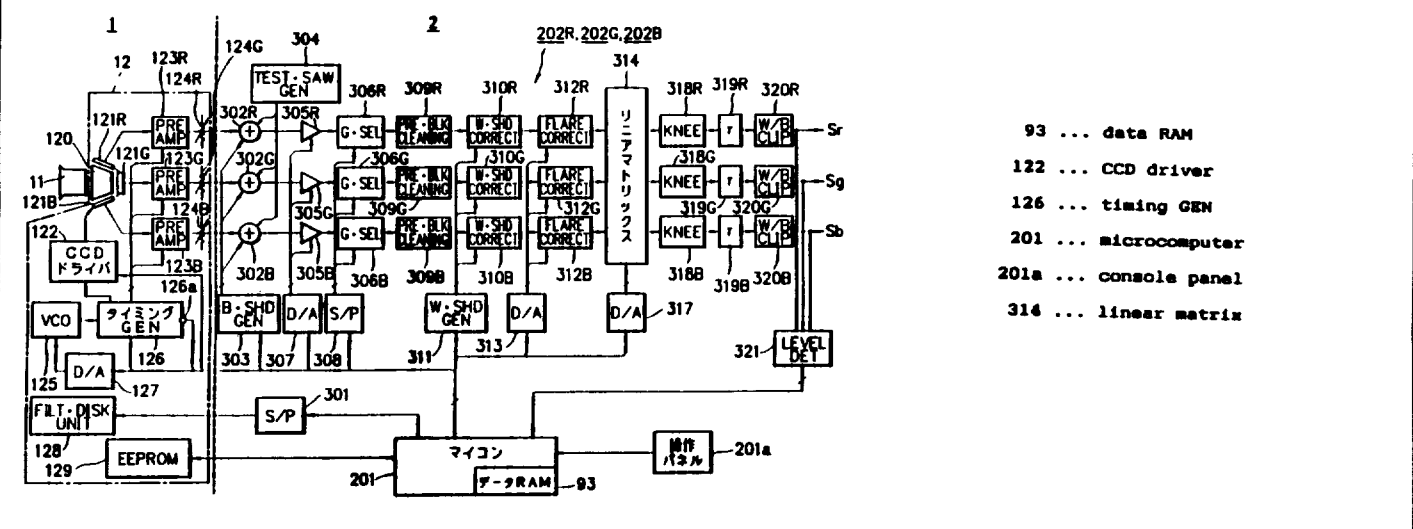 1
2
202R, 202G, 202B
12
123R
124R
124G
304
TEST·SAW
GEN
306R
309R
310R
312R
314
318R
319R
320R
120
121R
121G
302R
305R
PRE
AMP
G·SEL
PRE·BLK
CLEANING
W·SHD
CORRECT
FLARE
CORRECT
リニアマトリックス
KNEE
γ
W/B
CLIP
Sr
11
121B
123G
302G
306G
310G
318G
PRE
AMP
G·SEL
PRE·BLK
CLEANING
W·SHD
CORRECT
FLARE
CORRECT
KNEE
γ
W/B
CLIP
Sg
124B
305G
309G
312G
319G
320G
PRE
AMP
G·SEL
PRE·BLK
CLEANING
W·SHD
CORRECT
FLARE
CORRECT
KNEE
γ
W/B
CLIP
Sb
122
123B
302B
305B
306B
309B
310B
312B
318B
319B
320B
CCD
ドライバ
126a
VCO
タイミング
GEN
B·SHD
GEN
D/A
S/P
W·SHD
GEN
D/A
D/A
317
125
126
303
307
308
311
313
321
LEVEL
DET
D/A
127
FILT·DISK
UNIT
128
S/P
301
129
EEPROM
マイコン
201
データRAM
93
操作
パネル
201a
93 ... data RAM
122 ... CCD driver
126 ... timing GEN
201 ... microcomputer
201a ... console panel
314 ... linear matrix